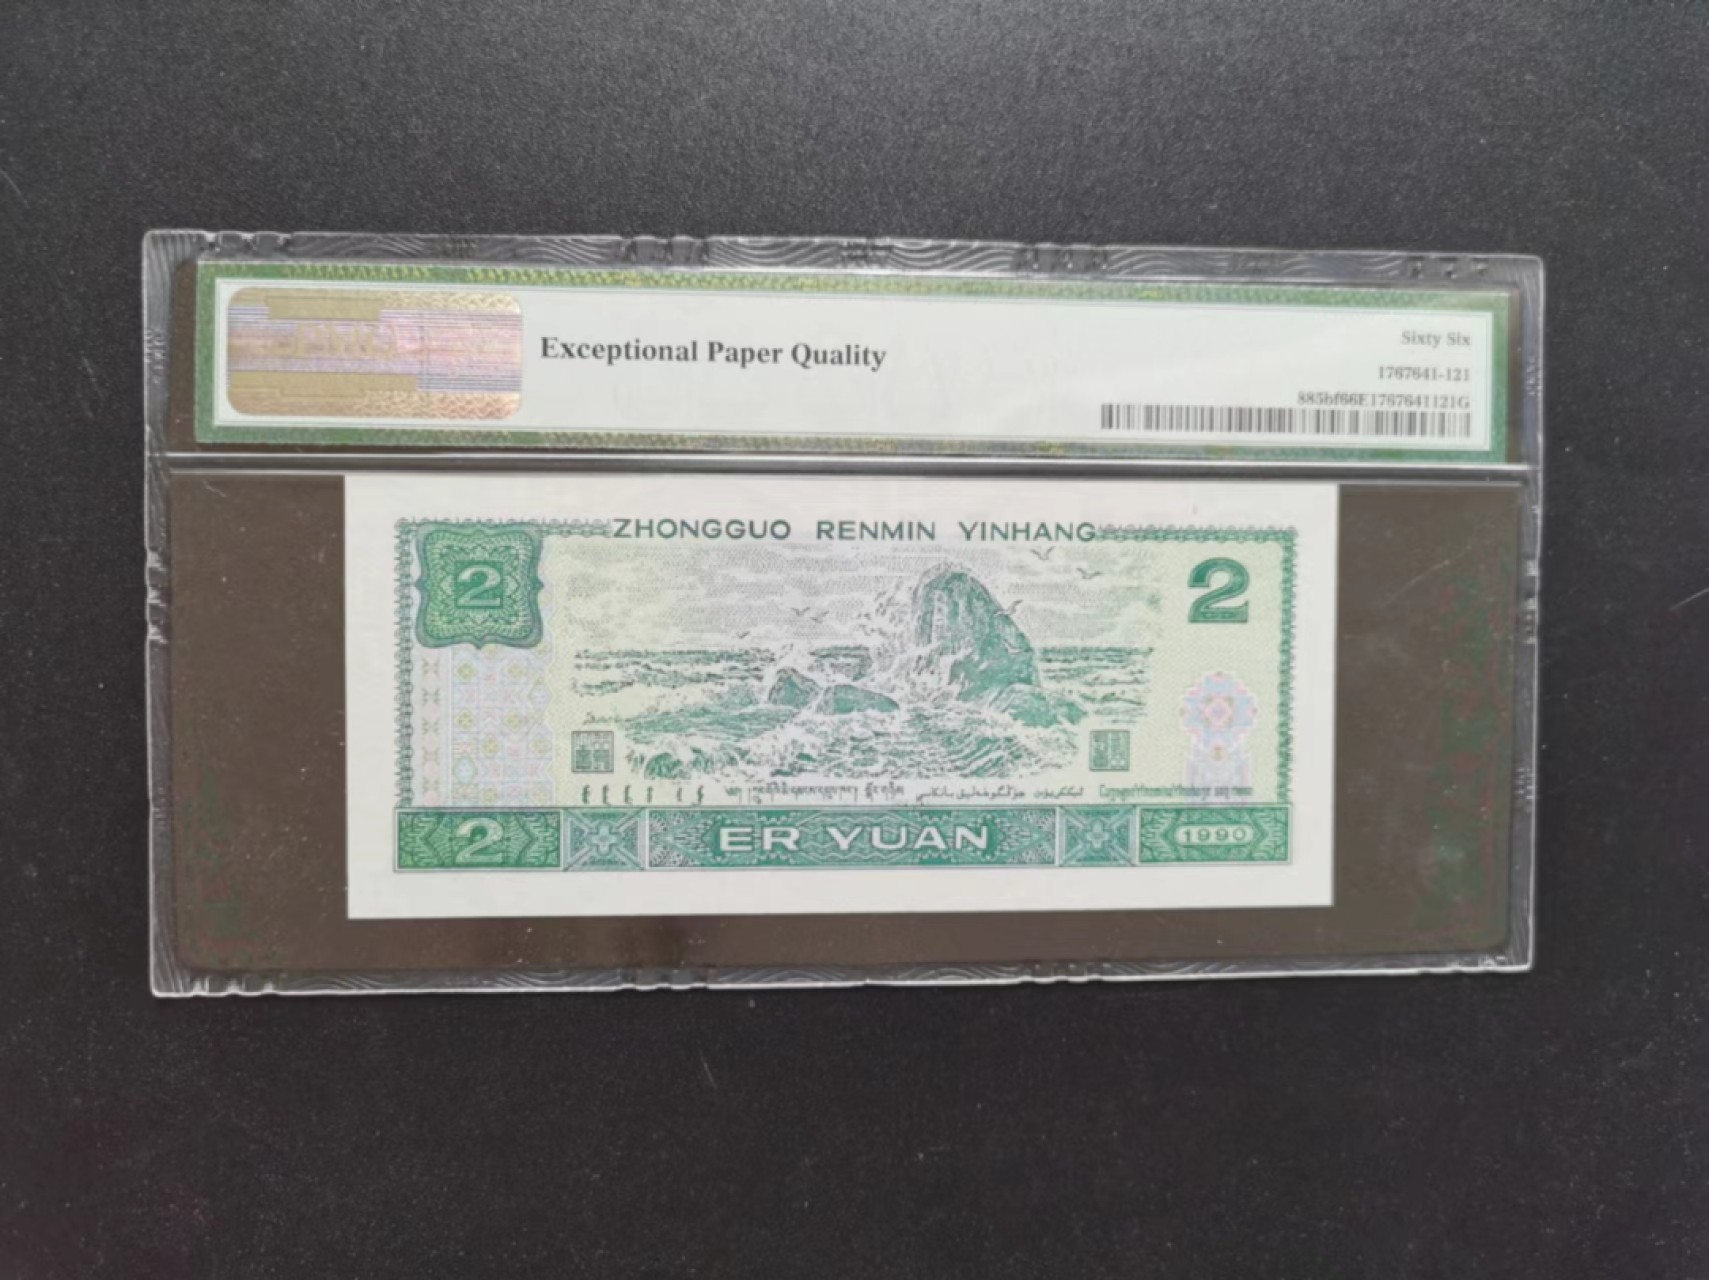 Exceptional Paper Quality
Sixty Six
1767641-121
885bf66E1767641121G
ZHONGGUO RENMIN YINHANG
2
2
2
ER YUAN
1990